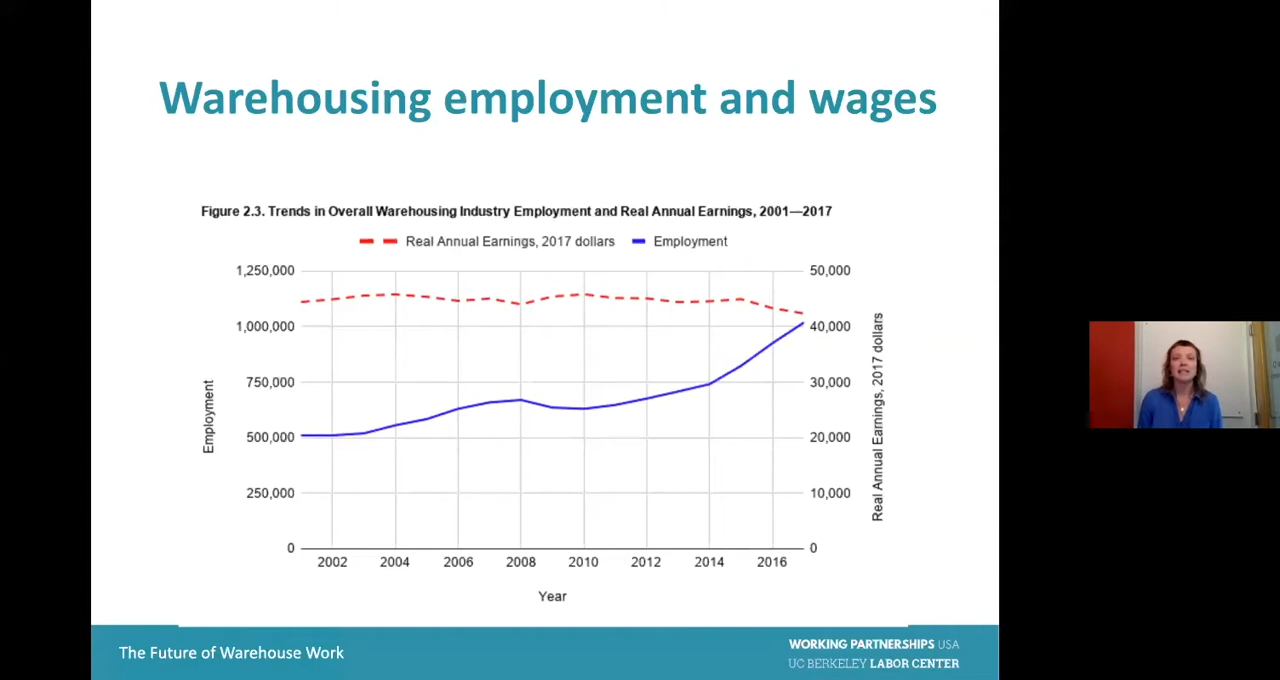 Warehousing employment and wages
Figure 2.3. Trends in Overall Warehousing Industry Employment and Real Annual Earnings, 2001—2017
Real Annual Earnings, 2017 dollars
Employment
1,250,000
1,000,000
750,000
500,000
250,000
0
Employment
50,000
40,000
30,000
20,000
10,000
0
Real Annual Earnings, 2017 dollars
2002 2004 2006 2008 2010 2012 2014 2016
Year
The Future of Warehouse Work
WORKING PARTNERSHIPS USA
UC BERKELEY LABOR CENTER